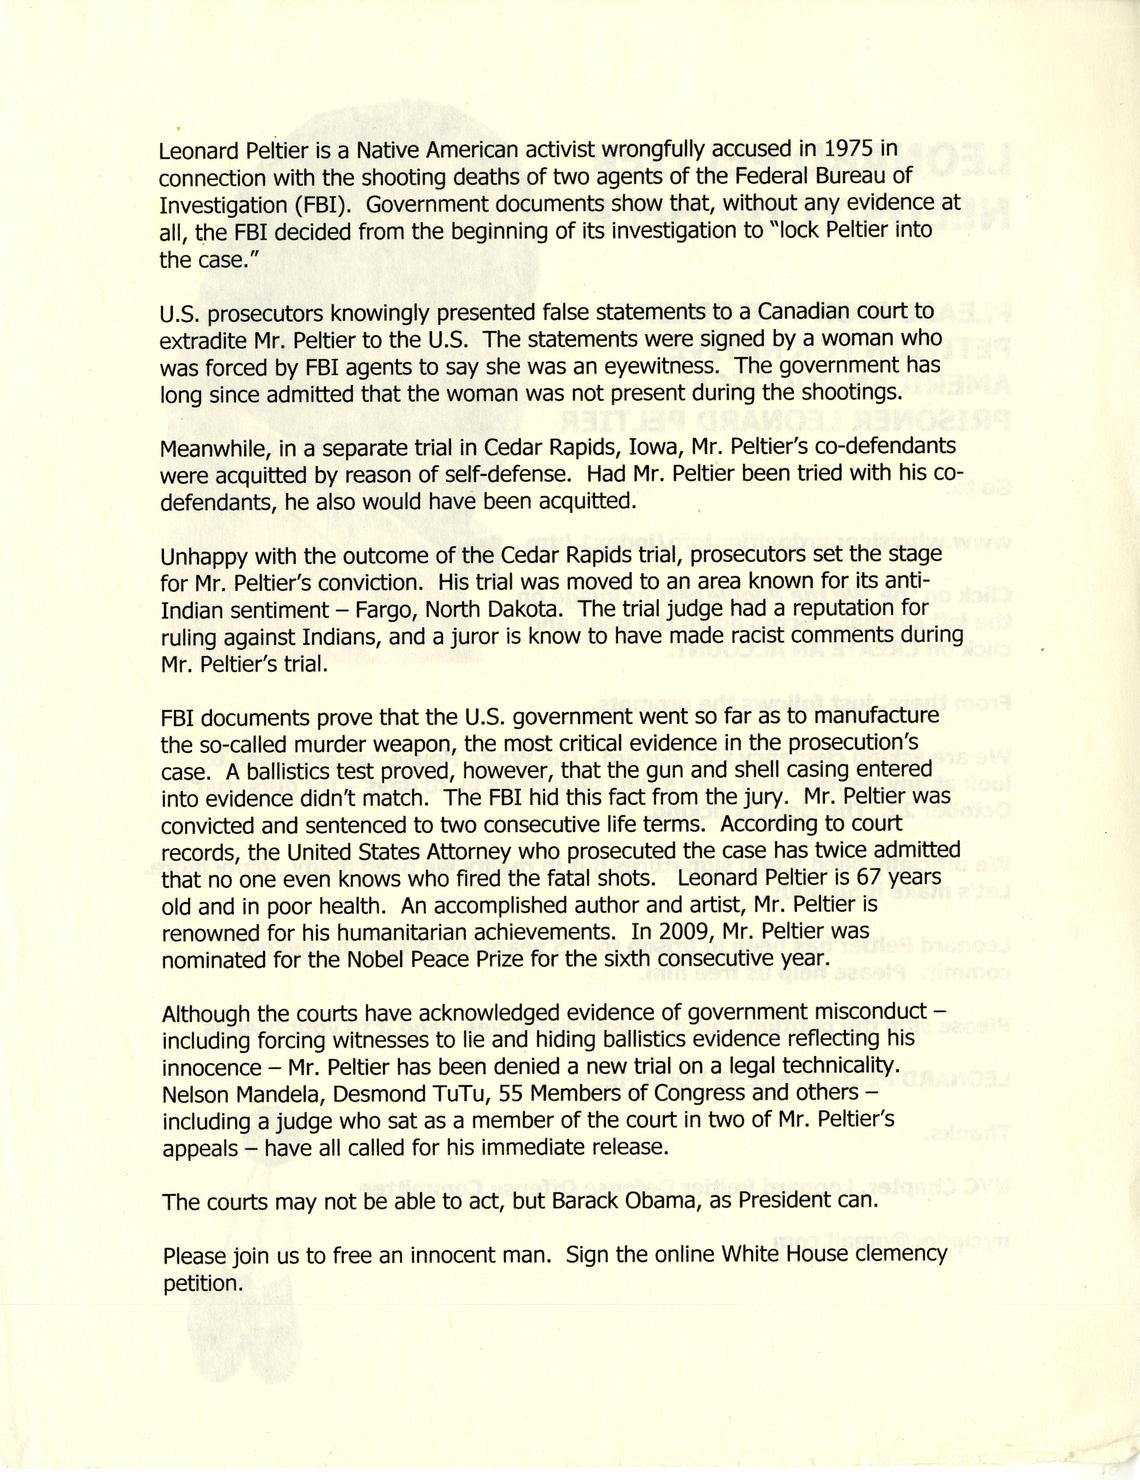 Leonard Peltier is a Native American activist wrongfully accused in 1975 in
connection with the shooting deaths of two agents of the Federal Bureau of
Investigation (FBI).  Government documents show that, without any evidence at
all, the FBI decided from the beginning of its investigation to “lock Peltier into
the case.”

U.S. prosecutors knowingly presented false statements to a Canadian court to
extradite Mr. Peltier to the U.S.  The statements were signed by a woman who
was forced by FBI agents to say she was an eyewitness.  The government has
long since admitted that the woman was not present during the shootings.

Meanwhile, in a separate trial in Cedar Rapids, Iowa, Mr. Peltier’s co-defendants
were acquitted by reason of self-defense.  Had Mr. Peltier been tried with his co-
defendants, he also would have been acquitted.

Unhappy with the outcome of the Cedar Rapids trial, prosecutors set the stage
for Mr. Peltier’s conviction.  His trial was moved to an area known for its anti-
Indian sentiment – Fargo, North Dakota.  The trial judge had a reputation for
ruling against Indians, and a juror is know to have made racist comments during
Mr. Peltier’s trial.

FBI documents prove that the U.S. government went so far as to manufacture
the so-called murder weapon, the most critical evidence in the prosecution’s
case.  A ballistics test proved, however, that the gun and shell casing entered
into evidence didn’t match.  The FBI hid this fact from the jury.  Mr. Peltier was
convicted and sentenced to two consecutive life terms.  According to court
records, the United States Attorney who prosecuted the case has twice admitted
that no one even knows who fired the fatal shots.   Leonard Peltier is 67 years
old and in poor health.  An accomplished author and artist, Mr. Peltier is
renowned for his humanitarian achievements.  In 2009, Mr. Peltier was
nominated for the Nobel Peace Prize for the sixth consecutive year.

Although the courts have acknowledged evidence of government misconduct –
including forcing witnesses to lie and hiding ballistics evidence reflecting his
innocence – Mr. Peltier has been denied a new trial on a legal technicality.
Nelson Mandela, Desmond TuTu, 55 Members of Congress and others –
including a judge who sat as a member of the court in two of Mr. Peltier’s
appeals – have all called for his immediate release.

The courts may not be able to act, but Barack Obama, as President can.

Please join us to free an innocent man.  Sign the online White House clemency
petition.